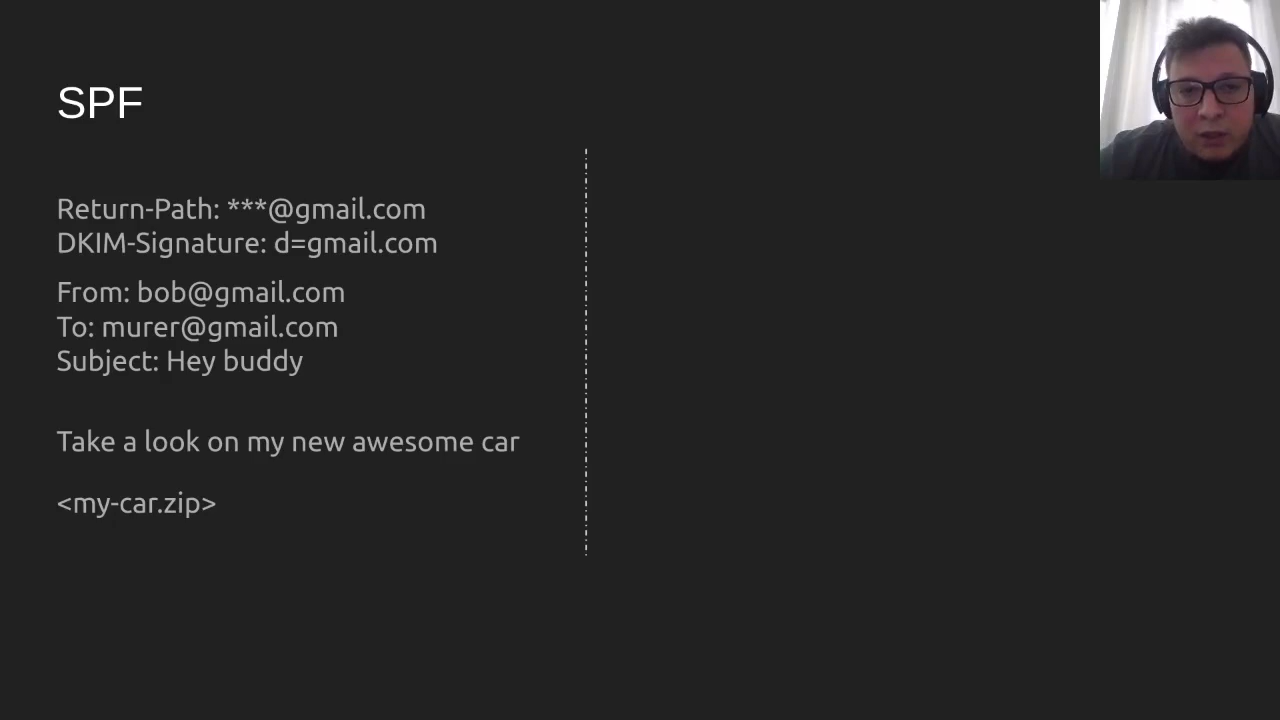 SPF
Return-Path: ***@gmail.com
DKIM-Signature: d=gmail.com
From: bob@gmail.com
To: murer@gmail.com
Subject: Hey buddy
Take a look on my new awesome car
<my-car.zip>